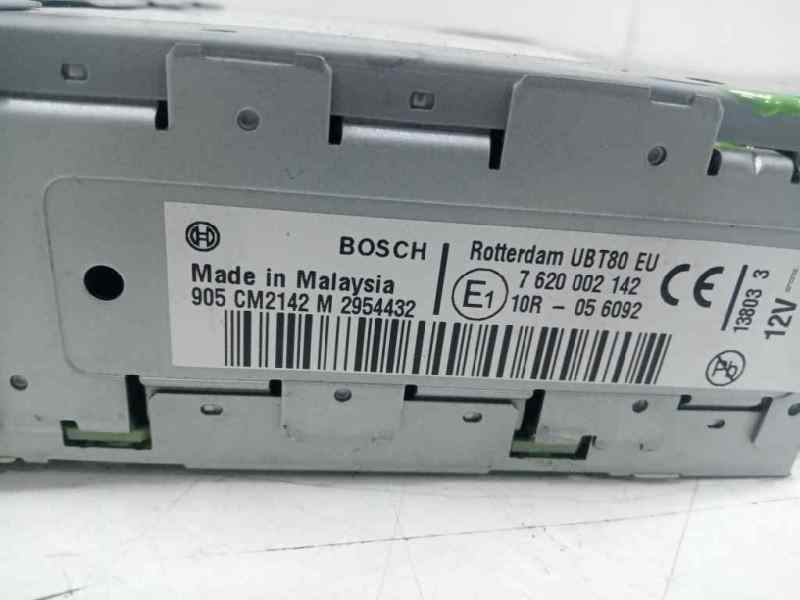 BOSCH
Made in Malaysia
905 CM2142 M 2954432
Rotterdam UBT80 EU
7 620 002 142
E1
10R - 05 6092
CE
13803 3
12V
Pb